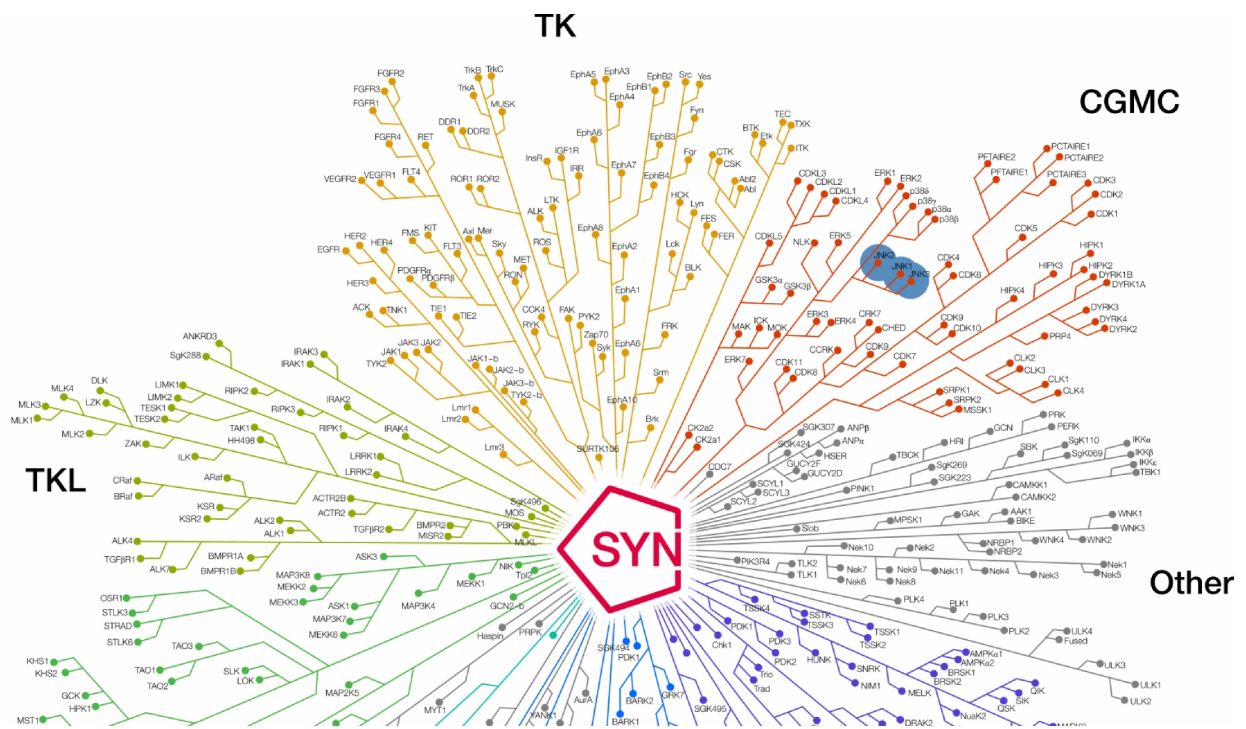 TK
CGMC
TKL
Other
SYN
FGFR2
TrkB
TrkC
EphA5
EphA3
EphB2
Src
Yes
FGFR3
TrkA
EphB1
FGFR1
MUSK
EphA4
Fyn
TEC
TXK
DDR1
DDR2
BTK
Etk
FGFR4
RET
EphA6
EphB3
ITK
PCTAIRE1
InsR
IGF1R
IRR
EphA7
Fgr
CTK
CSK
PFTAIRE2
PCTAIRE2
VEGFR2
VEGFR1
FLT4
ROR1
ROR2
EphB4
Abl2
Abl
CDKL3
CDKL2
CDKL1
CDKL4
ERK1
ERK2
PFTAIRE1
PCTAIRE3
CDK3
CDK2
CDK1
LTK
ALK
HCK
Lyn
FES
FER
p38δ
p38γ
p38α
p38β
HER2
EGFR
HER4
FMS
KIT
FLT3
Axl
Mer
Sky
ROS
EphA8
EphA2
Lck
CDKL5
NLK
ERK5
CDK5
HIPK1
HER3
PDGFRα
PDGFRβ
MET
RON
BLK
JNK2
JNK1
JNK3
CDK4
CDK6
HIPK3
HIPK2
DYRK1B
DYRK1A
ACK
TNK1
TIE1
TIE2
CCK4
RYK
FAK
PYK2
EphA1
GSK3α
GSK3β
HIPK4
DYRK3
DYRK4
DYRK2
JAK3
JAK2
JAK1
TYK2
Zap70
Syk
FRK
MAK
ICK
MOK
ERK3
ERK4
CRK7
CHED
CDK9
CDK10
PRP4
JAK1~b
JAK2~b
JAK3~b
TYK2~b
EphA6
Srm
ERK7
CCRK
CDK9
CDK11
CDK8
CDK7
CLK2
CLK3
CLK1
CLK4
Lmr1
Lmr2
Lmr3
EphA10
Brk
SURTK106
CK2a2
CK2a1
SRPK1
SRPK2
MSSK1
ANKRD3
SgK288
IRAK3
IRAK1
DLK
MLK4
LZK
MLK3
MLK1
MLK2
LIMK1
LIMK2
TESK1
TESK2
RIPK2
RIPK3
RIPK1
IRAK2
IRAK4
ZAK
ILK
TAK1
HH498
LRRK1
LRRK2
CRaf
BRaf
ARaf
KSR
KSR2
ACTR2B
ACTR2
TGFβR2
BMPR2
MISR2
SgK496
MOS
PBK
MLKL
ALK2
ALK1
ALK4
TGFβR1
ALK7
BMPR1A
BMPR1B
CDC7
SGK307
SGK424
ANPβ
ANPα
HSER
GUCY2F
GUCY2D
SCYL1
SCYL3
SCYL2
PINK1
TBCK
HRI
GCN
PRK
PERK
SgK269
SGK223
SBK
SgK110
SgK069
IKKα
IKKβ
IKKε
TBK1
CAMKK1
CAMKK2
Slob
MPSK1
GAK
AAK1
BIKE
WNK1
WNK3
WNK4
WNK2
NRBP1
NRBP2
PIK3R4
TLK2
TLK1
Nek10
Nek2
Nek7
Nek6
Nek9
Nek8
Nek11
Nek4
Nek3
Nek1
Nek5
PLK4
PLK1
PLK3
PLK2
ULK4
Fused
ULK3
ULK1
ULK2
ASK3
NIK
Tpl2
MEKK1
GCN2~b
MAP3K8
MEKK2
MEKK3
MAP3K4
ASK1
MAP3K7
MEKK6
OSR1
STLK3
STRAD
STLK6
TAO3
TAO1
TAO2
SLK
LOK
KHS1
KHS2
GCK
HPK1
MST1
MAP2K5
Haspin
PRPK
MYT1
YANK1
AurA
SBK494
PDK1
BARK2
BARK1
GRK7
SGK495
Chk1
PDK1
Trio
Trad
PDK3
PDK2
TSSK4
SSTK
TSSK3
TSSK1
TSSK2
HUNK
SNRK
NIM1
MELK
AMPKα1
AMPKα2
BRSK1
BRSK2
QIK
SIK
QSK
NuaK2
DRAK2